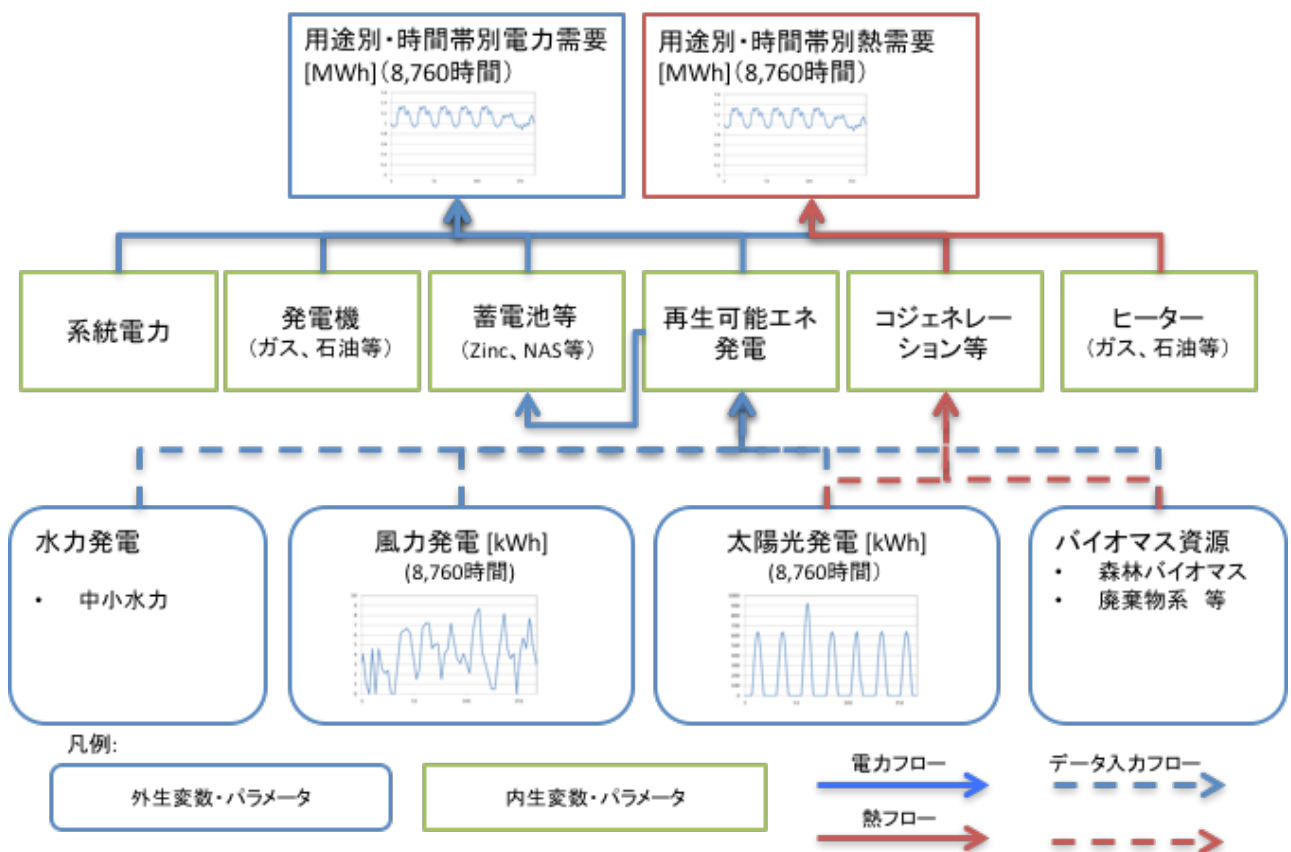 用途別・時間帯別電力需要
[MWh](8,760時間)
用途別・時間帯別熱需要
[MWh](8,760時間)
系統電力
発電機
(ガス、石油等)
蓄電池等
(Zinc、NAS等)
再生可能エネ
発電
コジェネレー
ション等
ヒーター
(ガス、石油等)
水力発電
・ 中小水力
風力発電 [kWh]
(8,760時間)
太陽光発電 [kWh]
(8,760時間)
バイオマス資源
・ 森林バイオマス
・ 廃棄物系 等
凡例:
外生変数・パラメータ
内生変数・パラメータ
電力フロー
データ入力フロー
熱フロー